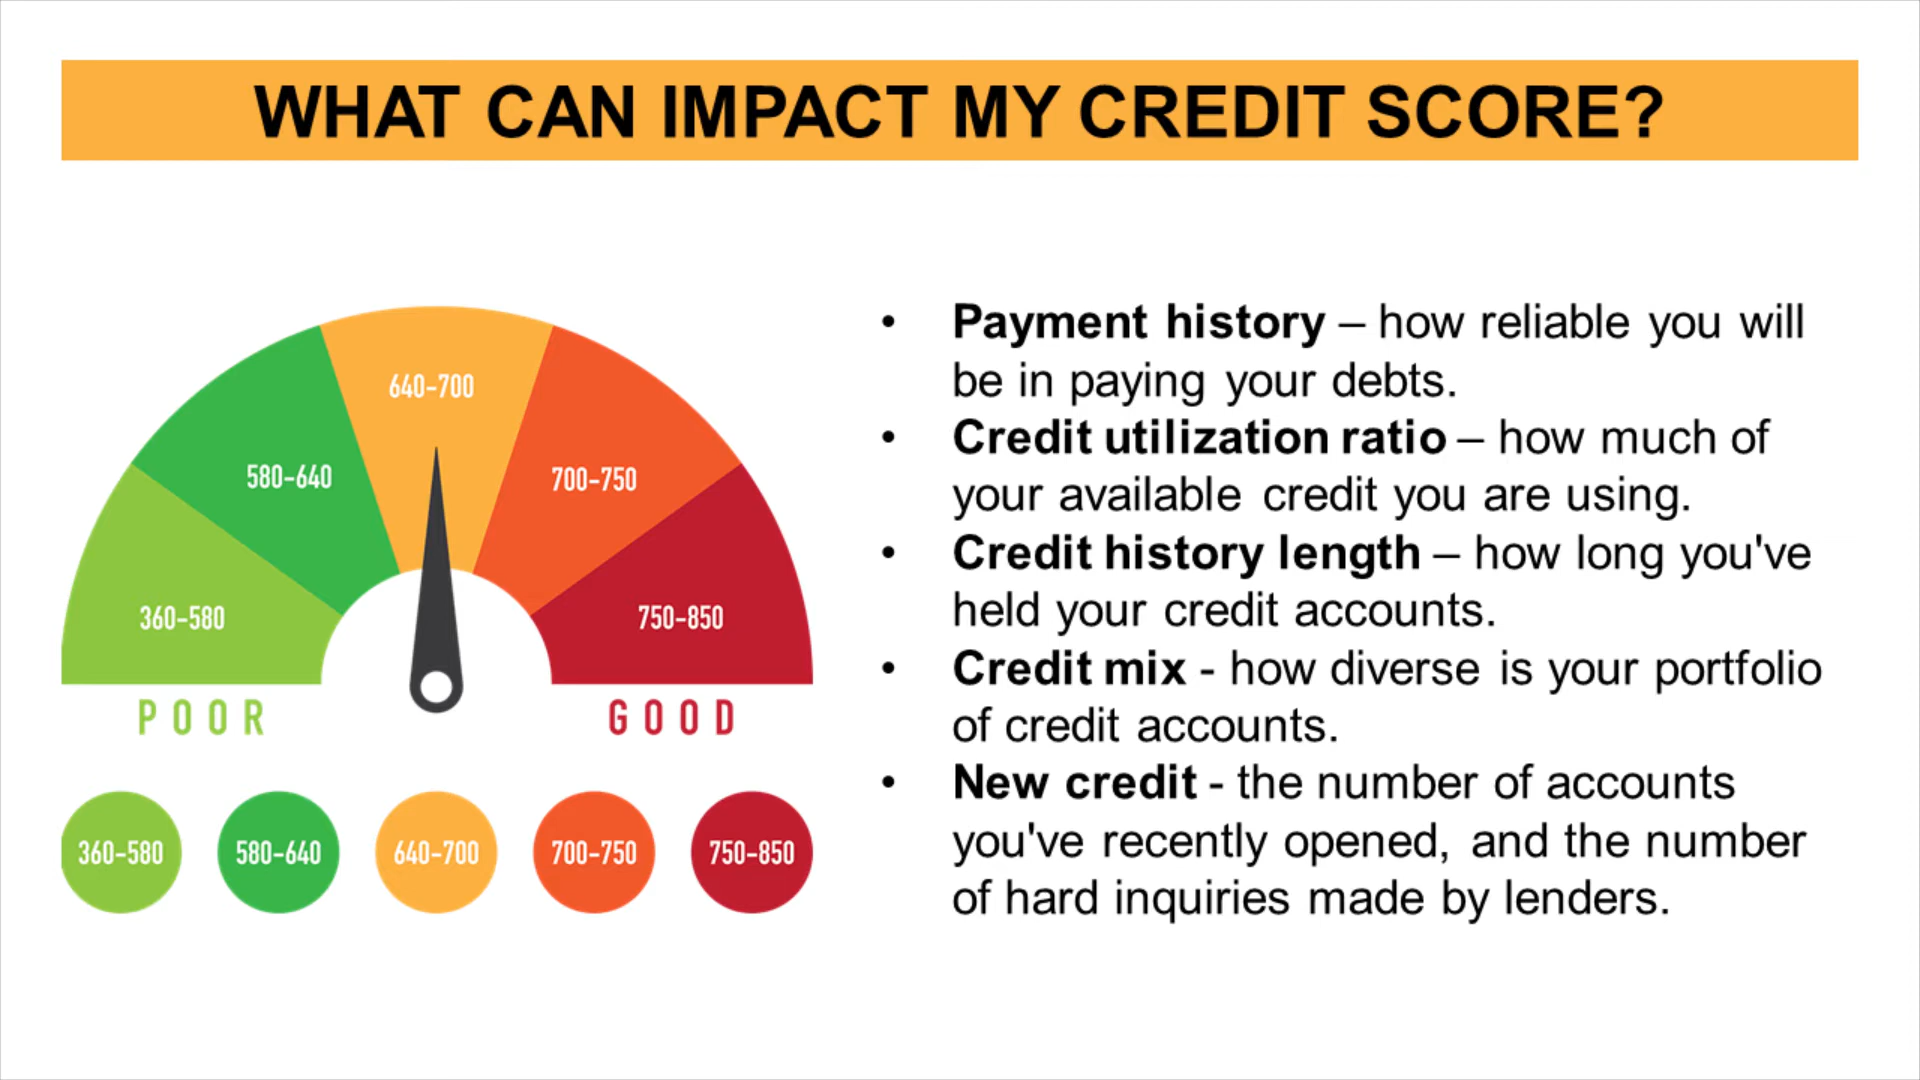 WHAT CAN IMPACT MY CREDIT SCORE?
640-700
580-640
700-750
360-580
750-850
POOR
GOOD
360-580
580-640
640-700
700-750
750-850
• Payment history – how reliable you will
be in paying your debts.
• Credit utilization ratio – how much of
your available credit you are using.
• Credit history length – how long you've
held your credit accounts.
• Credit mix - how diverse is your portfolio
of credit accounts.
• New credit - the number of accounts
you've recently opened, and the number
of hard inquiries made by lenders.